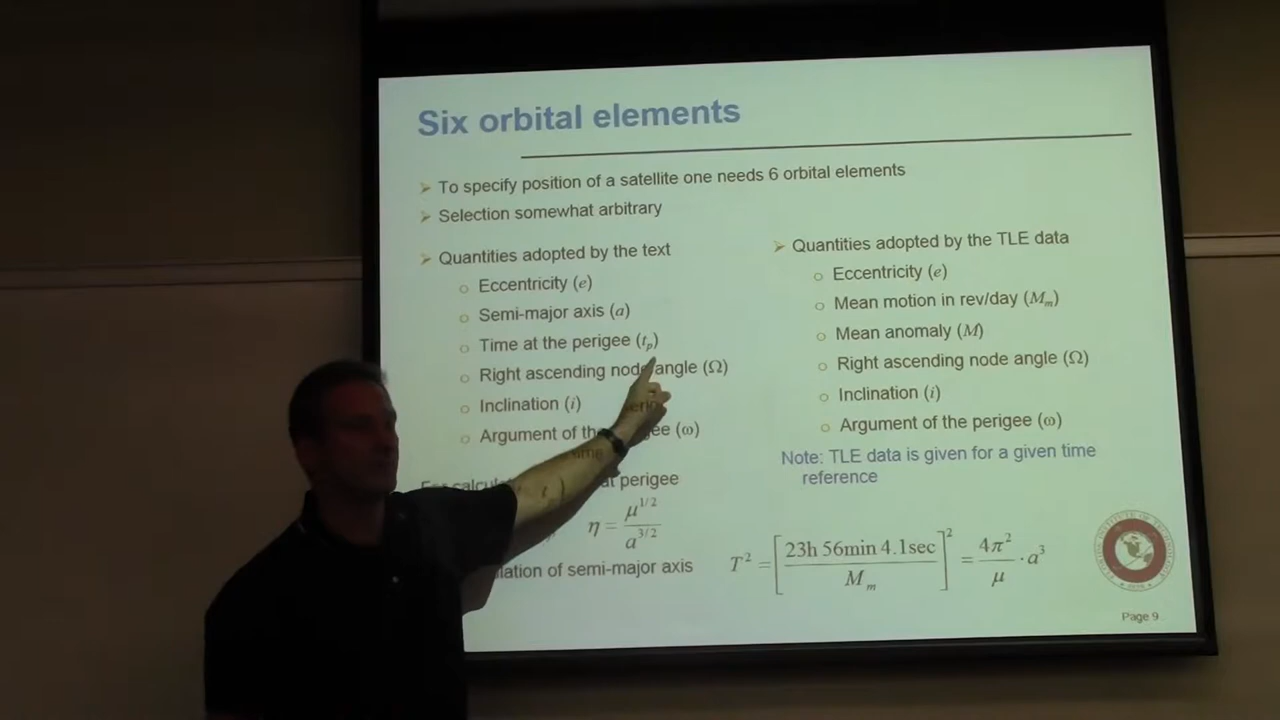 Six orbital elements
To specify position of a satellite one needs 6 orbital elements
Selection somewhat arbitrary
Quantities adopted by the text
Eccentricity (e)
Semi-major axis (a)
Time at the perigee (tp)
Right ascending node angle (Ω)
Inclination (i)
Argument of the perigee (ω)
perigee
η = μ^1/2 / a^3/2
of semi-major axis
Quantities adopted by the TLE data
Eccentricity (e)
Mean motion in rev/day (Mm)
Mean anomaly (M)
Right ascending node angle (Ω)
Inclination (i)
Argument of the perigee (ω)
Note: TLE data is given for a given time
reference
T² = [23h 56min 4.1sec / Mm]² = 4π²/μ · a³
Page 9